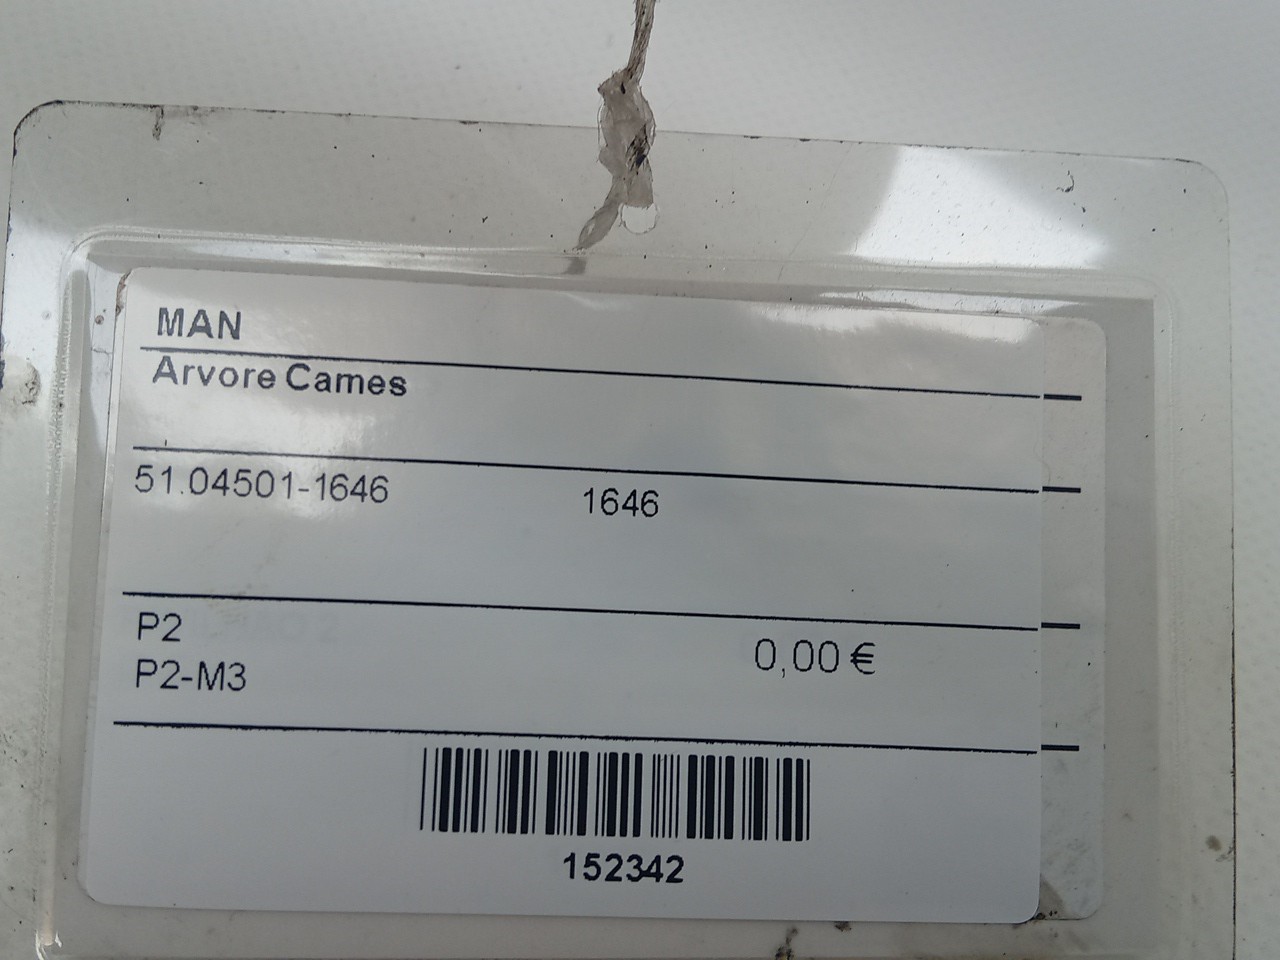 MAN
Arvore Cames
51.04501-1646 1646
P2 0,00 €
P2-M3
152342